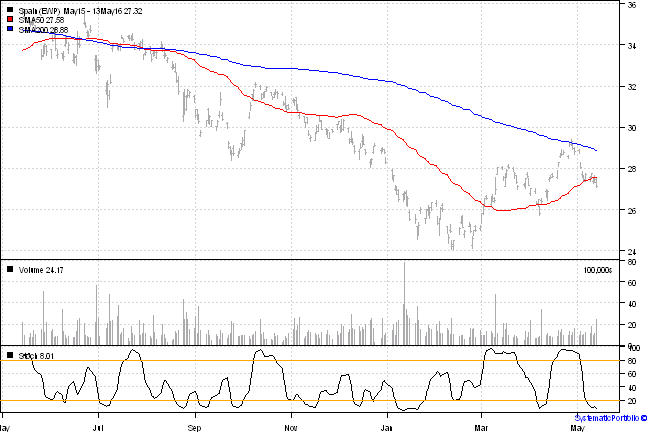 Spain (EWP) May15 - 13May16 27.32
SMA50 27.58
SMA200 28.88
36
34
32
30
28
26
24
Volume 24.17
100,000s
80
60
40
20
0
Stoch 8.01
100
80
60
40
20
May
Jul
Sep
Nov
Jan
Mar
May
SystematicPortfolio ©